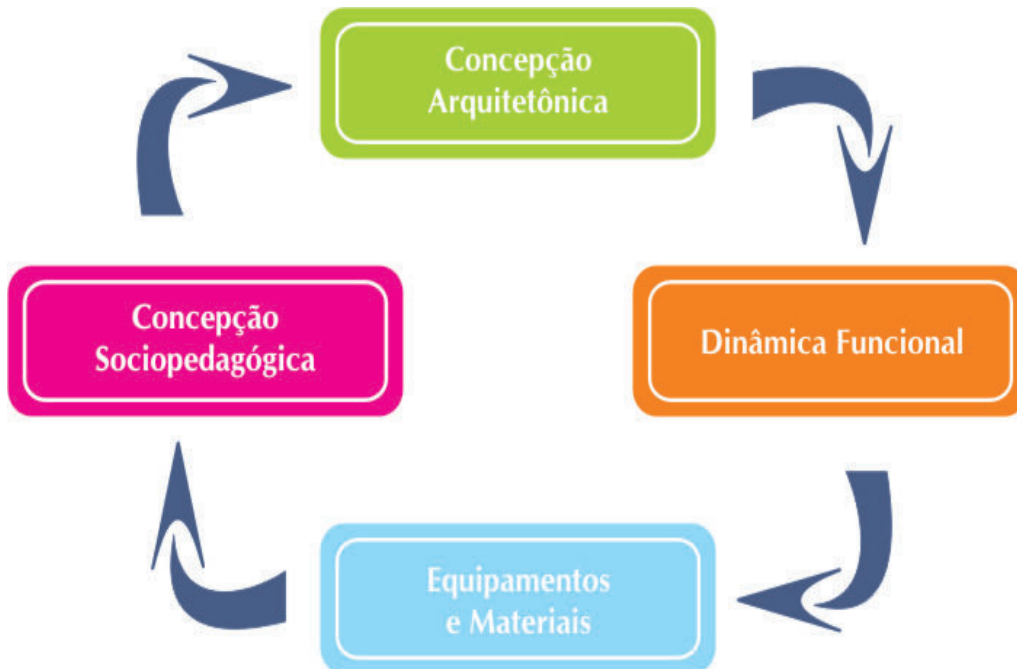 Concepção
Arquitetônica
Concepção
Sociopedagógica
Dinâmica Funcional
Equipamentos
e Materiais